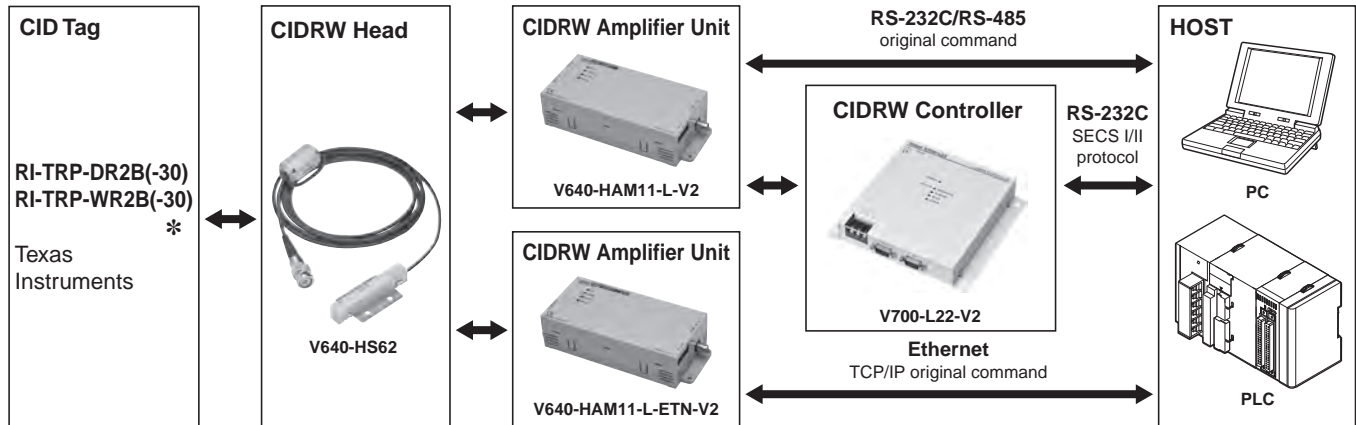 CID Tag
RI-TRP-DR2B(-30)
RI-TRP-WR2B(-30)
*
Texas
Instruments
CIDRW Head
V640-HS62
CIDRW Amplifier Unit
V640-HAM11-L-V2
CIDRW Amplifier Unit
V640-HAM11-L-ETN-V2
RS-232C/RS-485
original command
CIDRW Controller
V700-L22-V2
RS-232C
SECS I/II
protocol
Ethernet
TCP/IP original command
HOST
PC
PLC